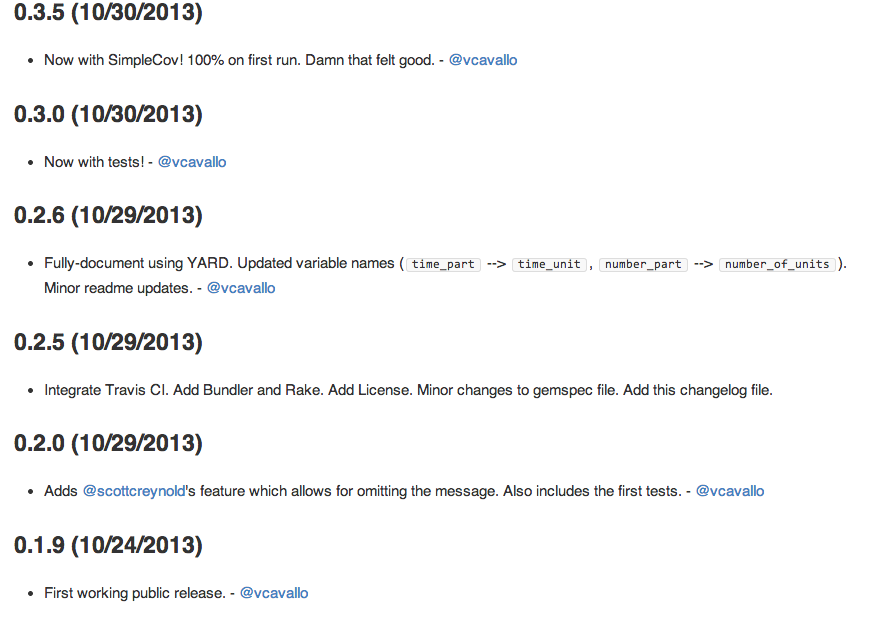 0.3.5 (10/30/2013)
Now with SimpleCov! 100% on first run. Damn that felt good. - @vcavallo
0.3.0 (10/30/2013)
Now with tests! - @vcavallo
0.2.6 (10/29/2013)
Fully-document using YARD. Updated variable names ( time_part --> time_unit , number_part --> number_of_units ).
Minor readme updates. - @vcavallo
0.2.5 (10/29/2013)
Integrate Travis CI. Add Bundler and Rake. Add License. Minor changes to gemspec file. Add this changelog file.
0.2.0 (10/29/2013)
Adds @scottcreynold's feature which allows for omitting the message. Also includes the first tests. - @vcavallo
0.1.9 (10/24/2013)
First working public release. - @vcavallo